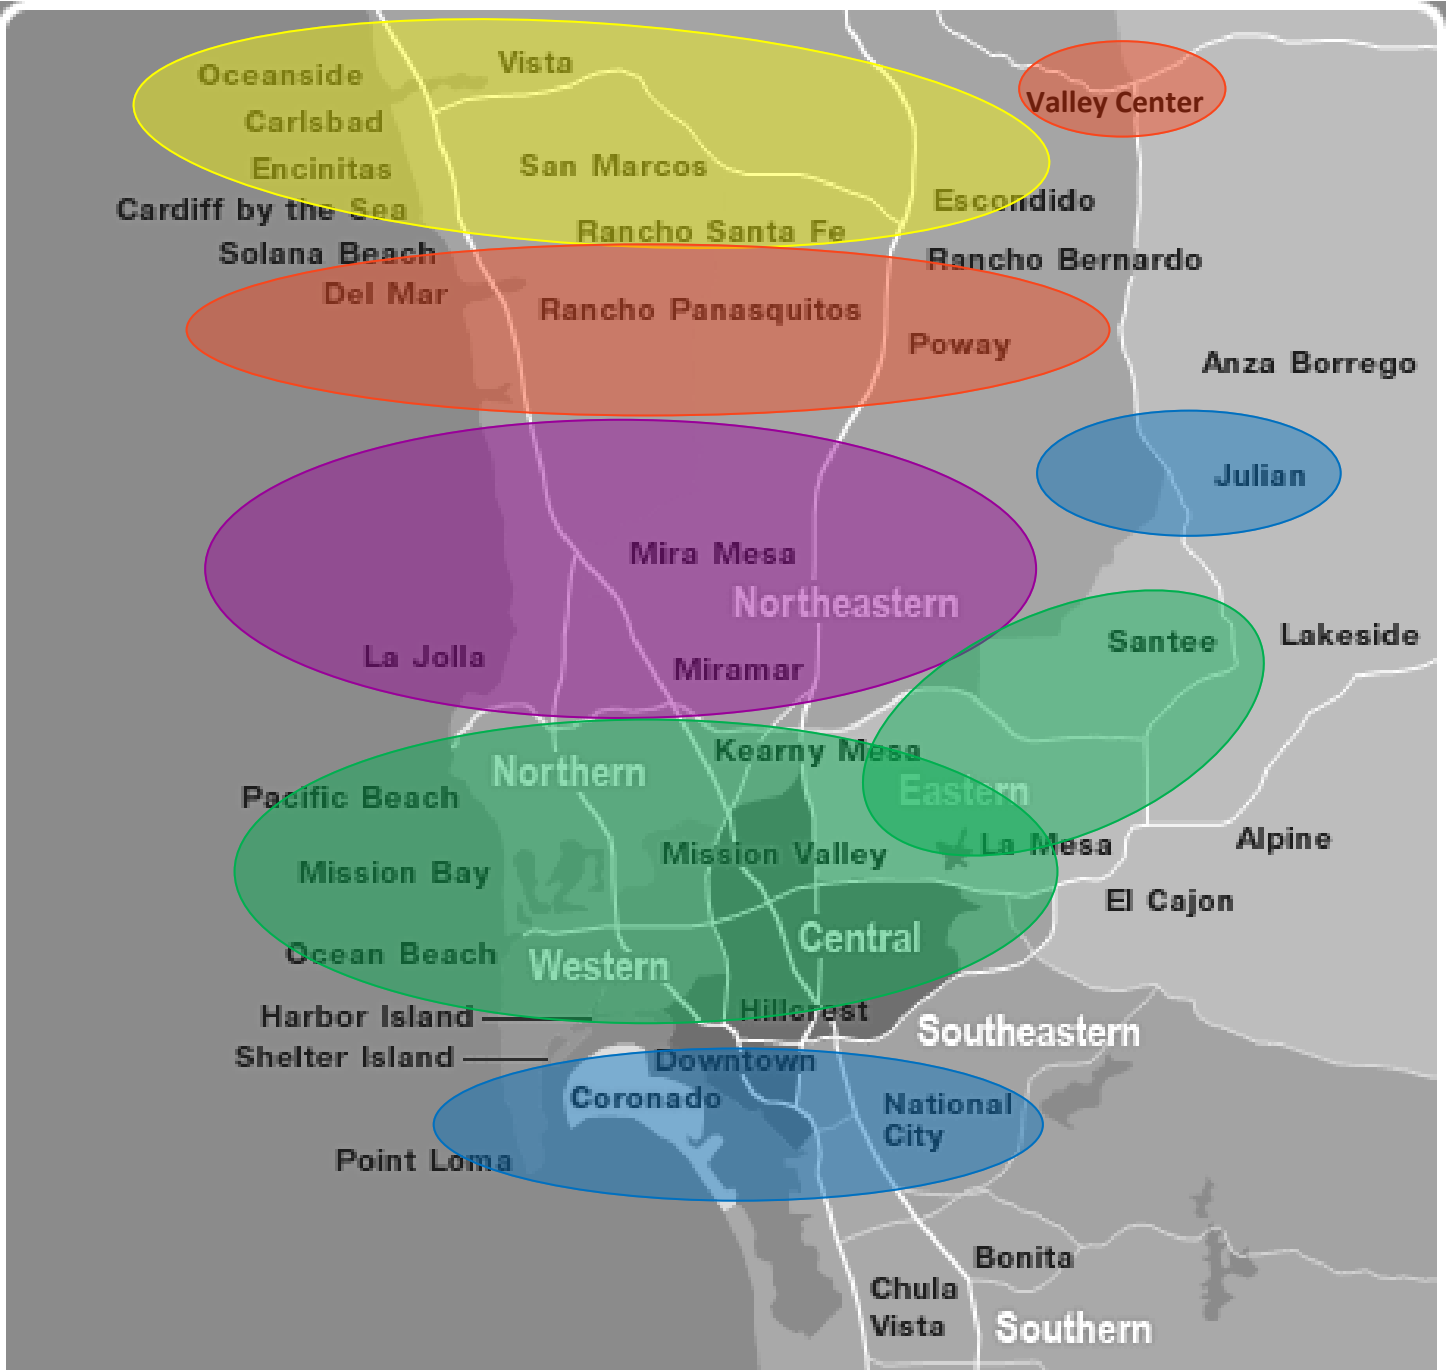 Vista
Oceanside
Valley Center
Carlsbad
Encinitas
San Marcos
Escondido
Cardiff by the Sea
Rancho Santa Fe
Solana Beach
Rancho Bernardo
Del Mar
Rancho Panasquitos
Poway
Anza Borrego
Julian
Mira Mesa
Northeastern
Santee
Lakeside
La Jolla
Miramar
Kearny Mesa
Northern
Eastern
Pacific Beach
Alpine
La Mesa
Mission Valley
Mission Bay
El Cajon
Central
Ocean Beach
Western
Hillcrest
Harbor Island
Southeastern
Shelter Island
Downtown
Coronado
National
City
Point Loma
Bonita
Chula
Vista
Southern